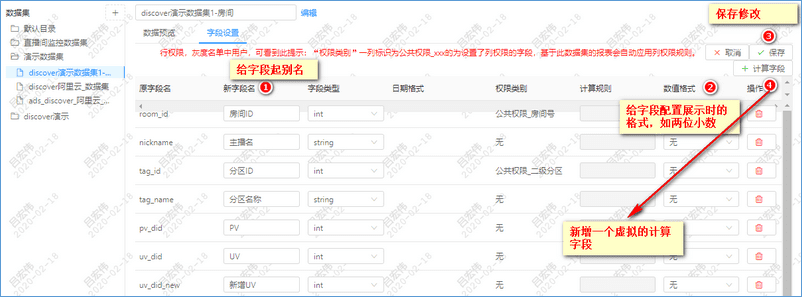 数据集
+
discover演示数据集1-房间
编辑
保存修改
默认目录
直播间监控数据集
演示数据集
discover演示数据集1-...
discover阿里云_数据集
ads_discover_阿里云_...
discover演示
数据预览
字段设置
行权限、灰度名单中用户，可看到此提示：“权限类别”一列标识为公共权限_xxx的为设置了列权限的字段，基于此数据集的报表会自动应用列权限规则。
3
取消
保存
+ 计算字段
给字段起别名
原字段名
新字段名
1
字段类型
日期格式
权限类别
计算规则
数值格式
2
操作
4
room_id
房间ID
int
公共权限_房间号
给字段配置展示时的
格式，如两位小数
nickname
主播名
string
无
无
tag_id
分区ID
int
公共权限_二级分区
无
tag_name
分区名称
string
无
无
pv_did
PV
int
无
新增一个虚拟的计算
字段
uv_did
UV
int
无
无
uv_did_new
新增UV
int
无
无
吕宏伟
2020-02-18